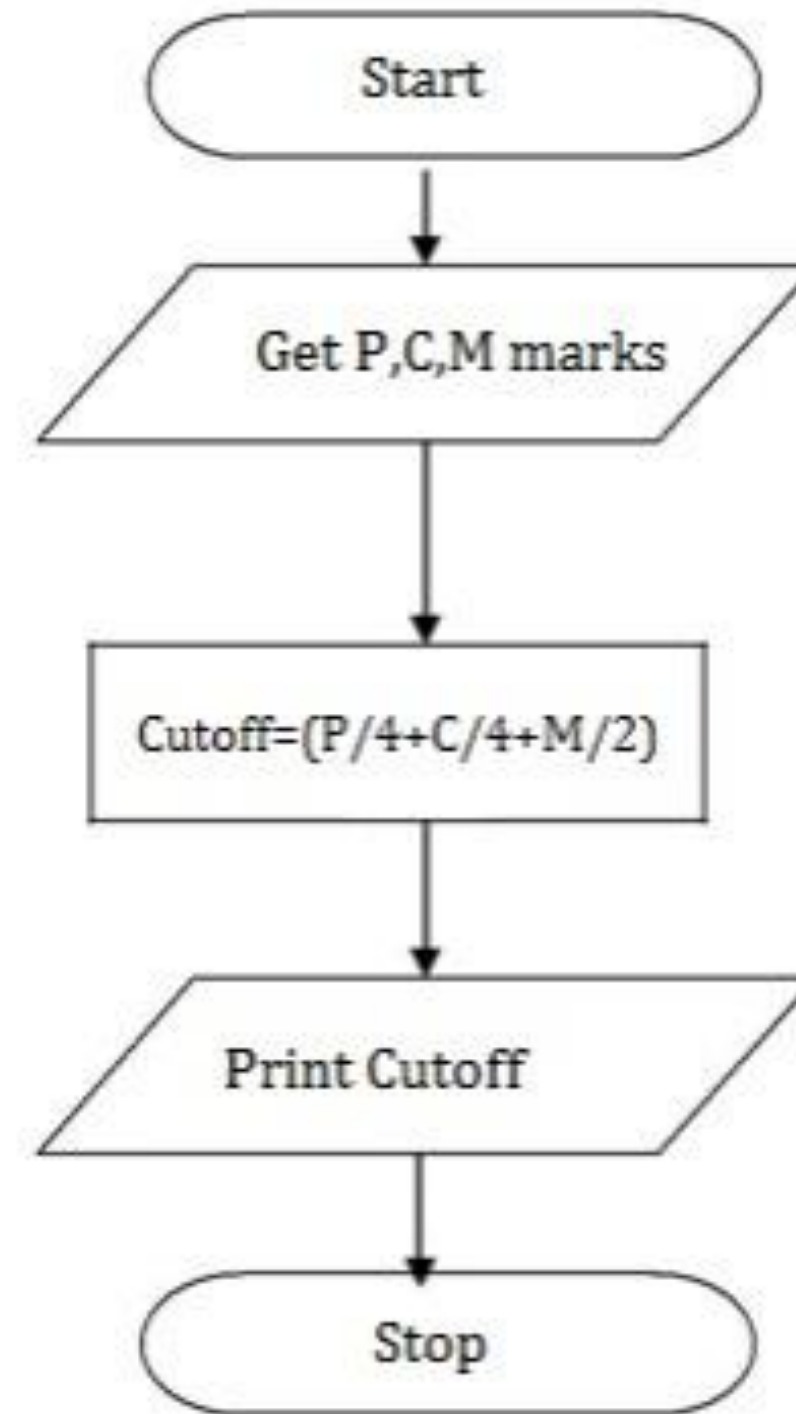 Start
Get P,C,M marks
Cutoff=(P/4+C/4+M/2)
Print Cutoff
Stop